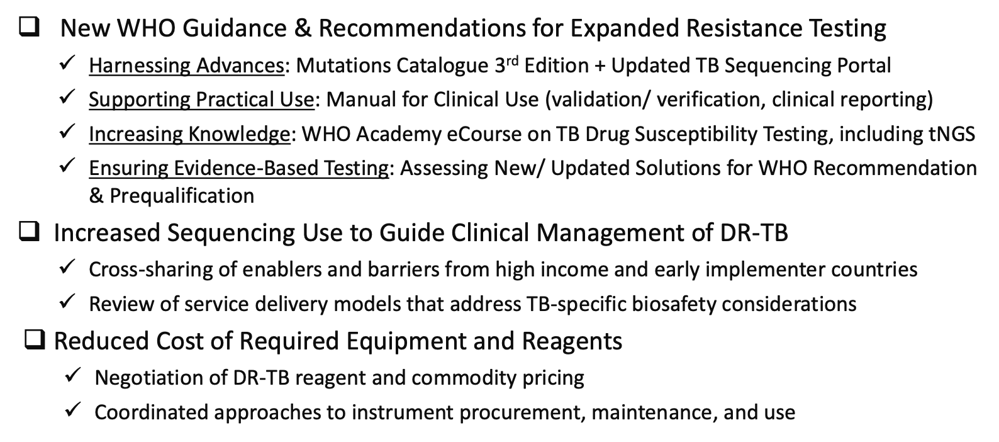 ❑ New WHO Guidance & Recommendations for Expanded Resistance Testing
✓ Harnessing Advances: Mutations Catalogue 3rd Edition + Updated TB Sequencing Portal
✓ Supporting Practical Use: Manual for Clinical Use (validation/ verification, clinical reporting)
✓ Increasing Knowledge: WHO Academy eCourse on TB Drug Susceptibility Testing, including tNGS
✓ Ensuring Evidence-Based Testing: Assessing New/ Updated Solutions for WHO Recommendation
& Prequalification
❑ Increased Sequencing Use to Guide Clinical Management of DR-TB
✓ Cross-sharing of enablers and barriers from high income and early implementer countries
✓ Review of service delivery models that address TB-specific biosafety considerations
❑ Reduced Cost of Required Equipment and Reagents
✓ Negotiation of DR-TB reagent and commodity pricing
✓ Coordinated approaches to instrument procurement, maintenance, and use